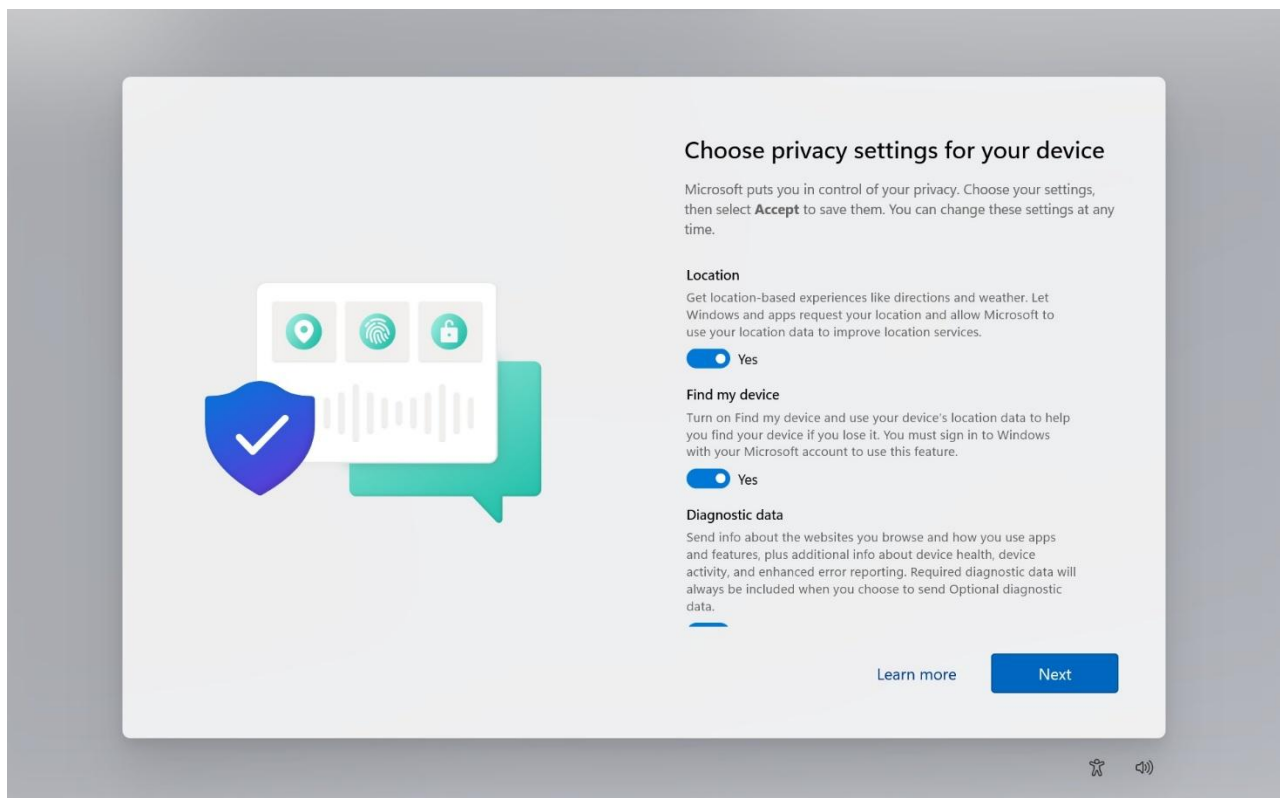 Choose privacy settings for your device
Microsoft puts you in control of your privacy. Choose your settings,
then select Accept to save them. You can change these settings at any
time.
Location
Get location-based experiences like directions and weather. Let
Windows and apps request your location and allow Microsoft to
use your location data to improve location services.
Yes
Find my device
Turn on Find my device and use your device's location data to help
you find your device if you lose it. You must sign in to Windows
with your Microsoft account to use this feature.
Yes
Diagnostic data
Send info about the websites you browse and how you use apps
and features, plus additional info about device health, device
activity, and enhanced error reporting. Required diagnostic data will
always be included when you choose to send Optional diagnostic
data.
Learn more
Next